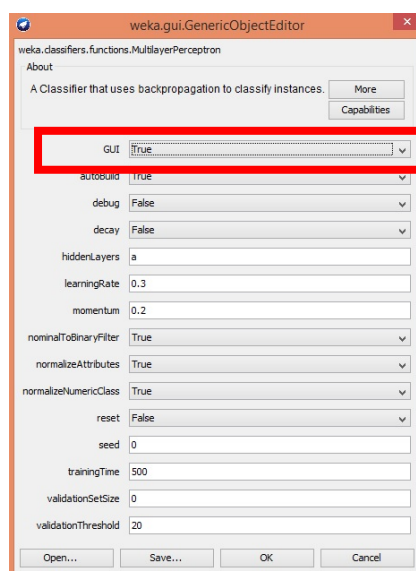 weka.gui.GenericObjectEditor
weka.classifiers.functions.MultilayerPerceptron
About
A Classifier that uses backpropagation to classify instances. More
Capabilities
GUI True
autoBuild True
debug False
decay False
hiddenLayers a
learningRate 0.3
momentum 0.2
nominalToBinaryFilter True
normalizeAttributes True
normalizeNumericClass True
reset False
seed 0
trainingTime 500
validationSetSize 0
validationThreshold 20
Open... Save... OK Cancel